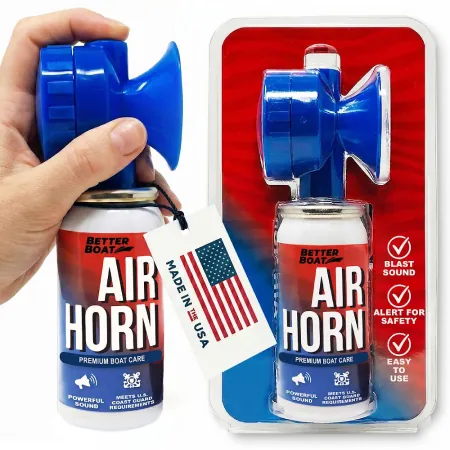 BETTER
BOAT
AIR
HORN
PREMIUM BOAT CARE
POWERFUL
SOUND
MEETS U.S.
COAST GUARD
REQUIREMENTS
MADE IN THE
USA
BETTER
BOAT
AIR
HORN
PREMIUM BOAT CARE
POWERFUL
SOUND
MEETS U.S.
COAST GUARD
REQUIREMENTS
BLAST
SOUND
ALERT FOR
SAFETY
EASY
TO USE